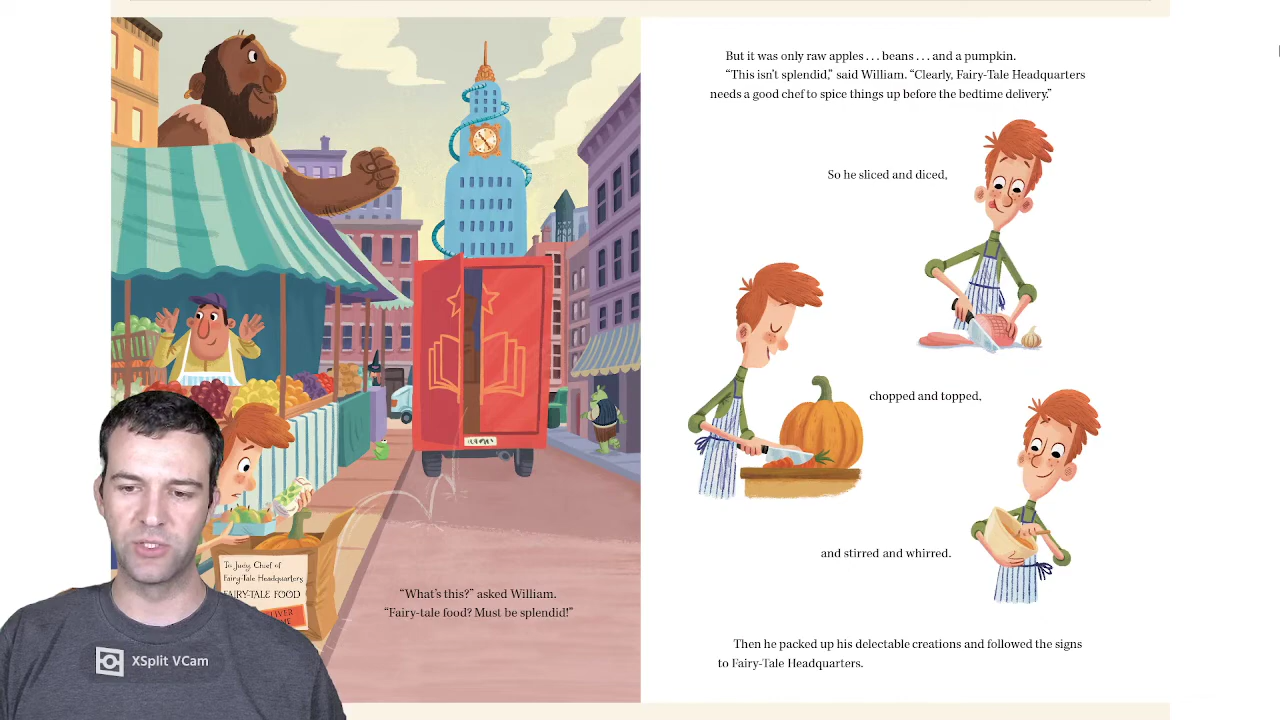 To Judy, Chief of
Fairy-Tale Headquarters
FAIRY-TALE FOOD
“What’s this?” asked William.
“Fairy-tale food? Must be splendid!”
But it was only raw apples . . . beans . . . and a pumpkin.
“This isn’t splendid,” said William. “Clearly, Fairy-Tale Headquarters
needs a good chef to spice things up before the bedtime delivery.”
So he sliced and diced,
chopped and topped,
and stirred and whirred.
Then he packed up his delectable creations and followed the signs
to Fairy-Tale Headquarters.
XSplit VCam